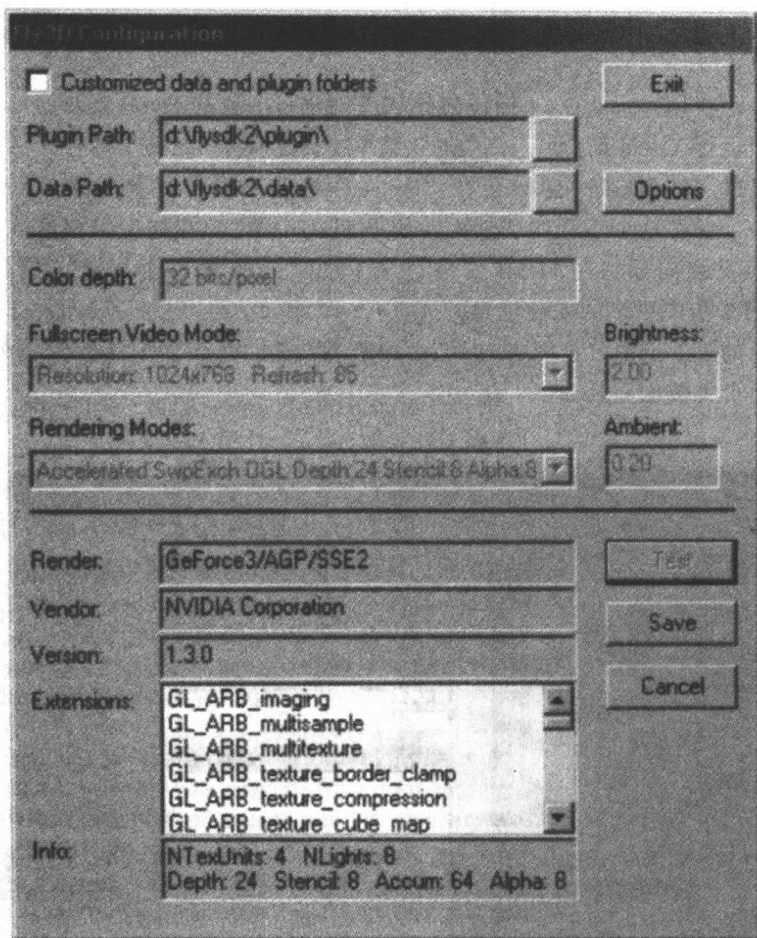 Fly3D Configuration
Customized data and plugin folders
Exit
Plugin Path:
d:\flysdk2\plugin\
Data Path:
d:\flysdk2\data\
Options
Color depth:
32 bits/pixel
Fullscreen Video Mode:
Brightness:
Resolution: 1024x768 Refresh: 85
2.00
Rendering Modes:
Ambient:
Accelerated SwpExch OGL Depth:24 Stencil:8 Alpha:8
0.20
Render:
GeForce3/AGP/SSE2
Test
Vendor:
NVIDIA Corporation
Save
Version:
1.3.0
Extensions:
GL_ARB_imaging
Cancel
GL_ARB_multisample
GL_ARB_multitexture
GL_ARB_texture_border_clamp
GL_ARB_texture_compression
GL_ARB_texture_cube_map
Info:
NTexUnits: 4 NLights: 8
Depth: 24 Stencil: 8 Accum: 64 Alpha: 8